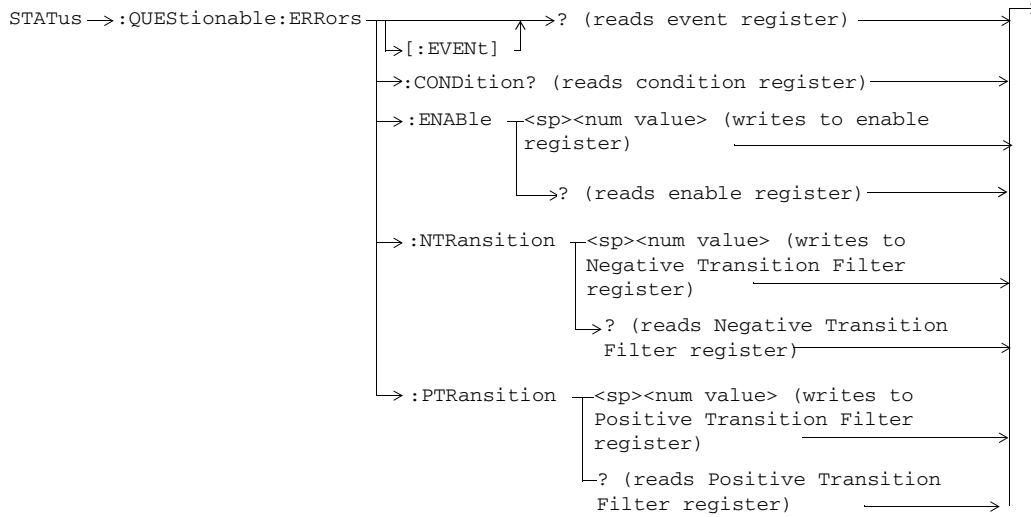 STATus :QUEStionable:ERRors ? (reads event register)
[:EVENt]
:CONDition? (reads condition register)
:ENABle <sp><num value> (writes to enable
register)
? (reads enable register)
:NTRansition <sp><num value> (writes to
Negative Transition Filter
register)
? (reads Negative Transition
Filter register)
:PTRansition <sp><num value> (writes to
Positive Transition Filter
register)
? (reads Positive Transition
Filter register)